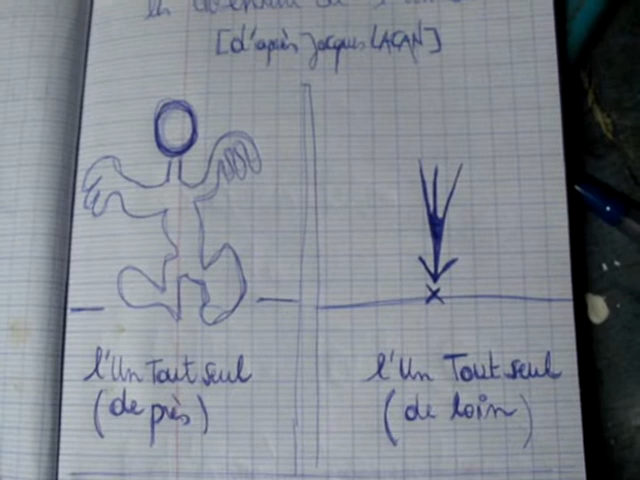 [d'après Jacques LACAN]
l'Un Tout seul
(de près)
l'Un Tout seul
(de loin)